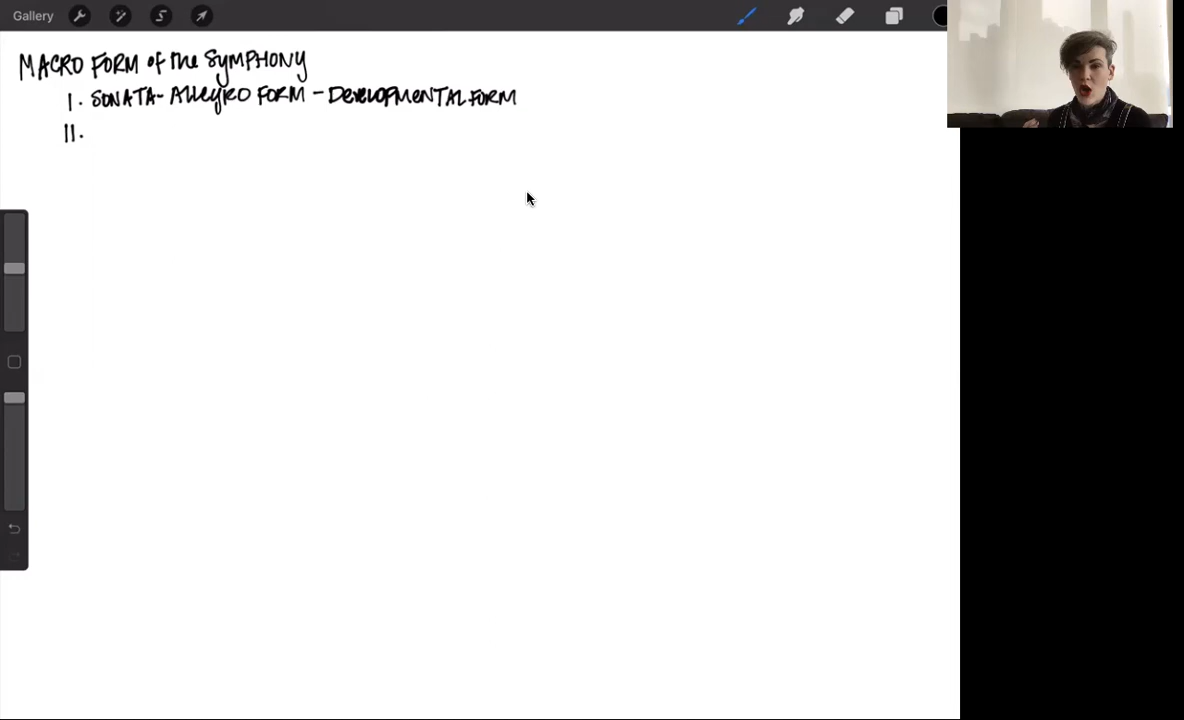 Gallery
MACRO FORM of the SYMPHONY
I. SONATA-Allegro FORM - DEVELOPMENTAL FORM
II.